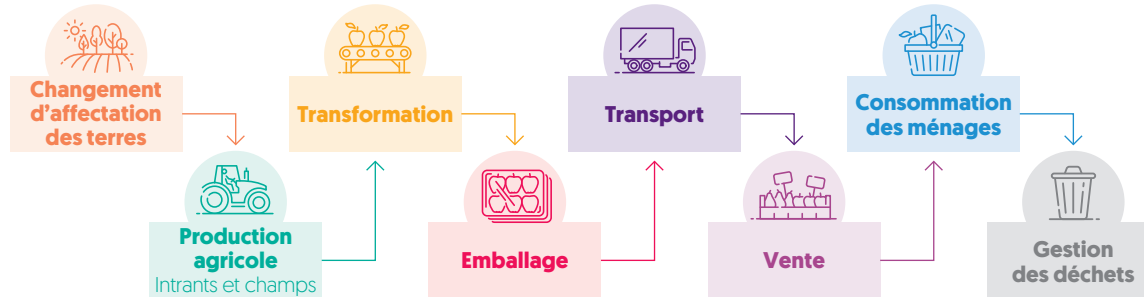 Changement
d’affectation
des terres
Production
agricole
Intrants et champs
Transformation
Emballage
Transport
Vente
Consommation
des ménages
Gestion
des déchets